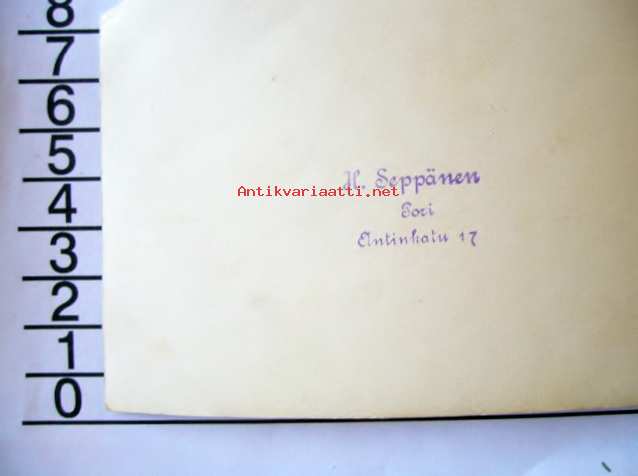 8
7
6
5
4
3
2
1
0
H. Seppänen
Antikvariaatti.net
Pori
Antinkatu 17